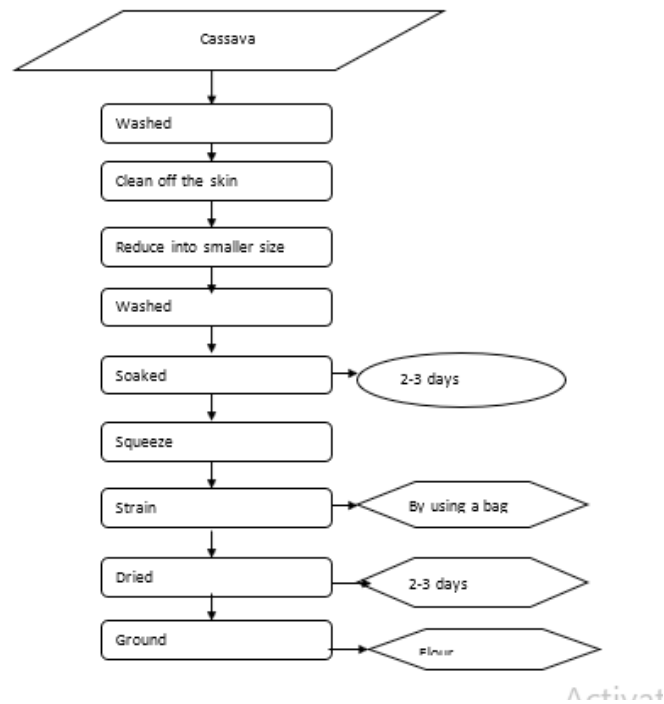 Cassava
Washed
Clean off the skin
Reduce into smaller size
Washed
Soaked
2-3 days
Squeeze
Strain
By using a bag
Dried
2-3 days
Ground
Flour
Activat